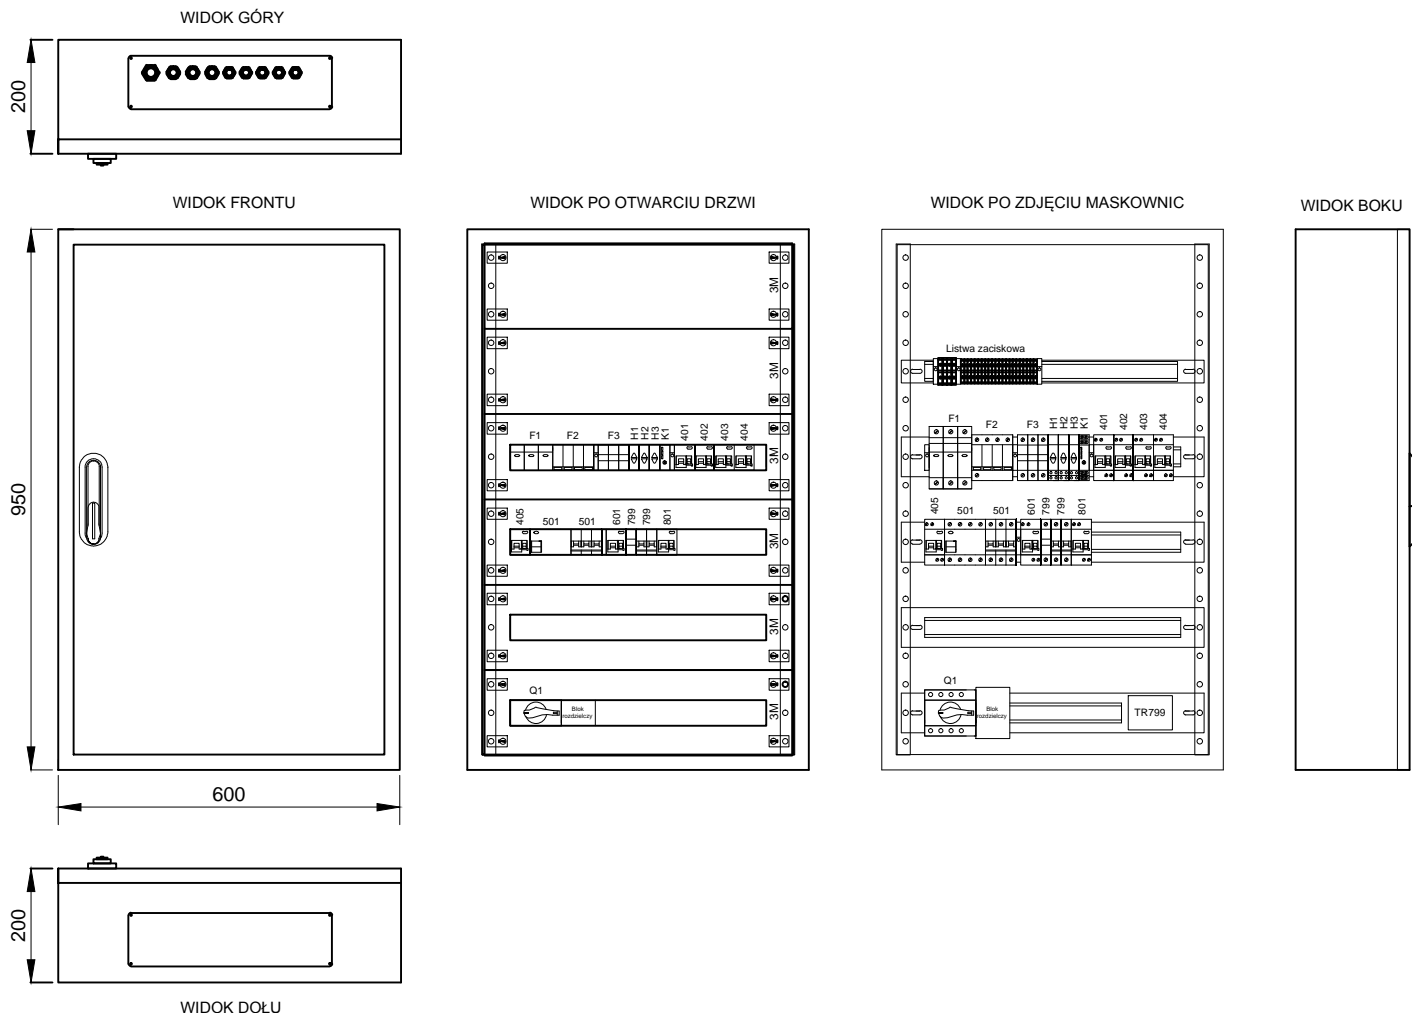 WIDOK GÓRY
200
WIDOK FRONTU
950
600
WIDOK PO OTWARCIU DRZWI
3M
3M
F1 F2 F3 H1 H2 H3 K1 401 402 403 404
3M
405 501 501 601 799 799 801
3M
3M
Q1
Blok
rozdzielczy
3M
WIDOK PO ZDJĘCIU MASKOWNIC
Listwa zaciskowa
F1 F2 F3 H1 H2 H3 K1 401 402 403 404
405 501 501 601 799 799 801
Q1
Blok
rozdzielczy
TR799
WIDOK BOKU
200
WIDOK DOŁU